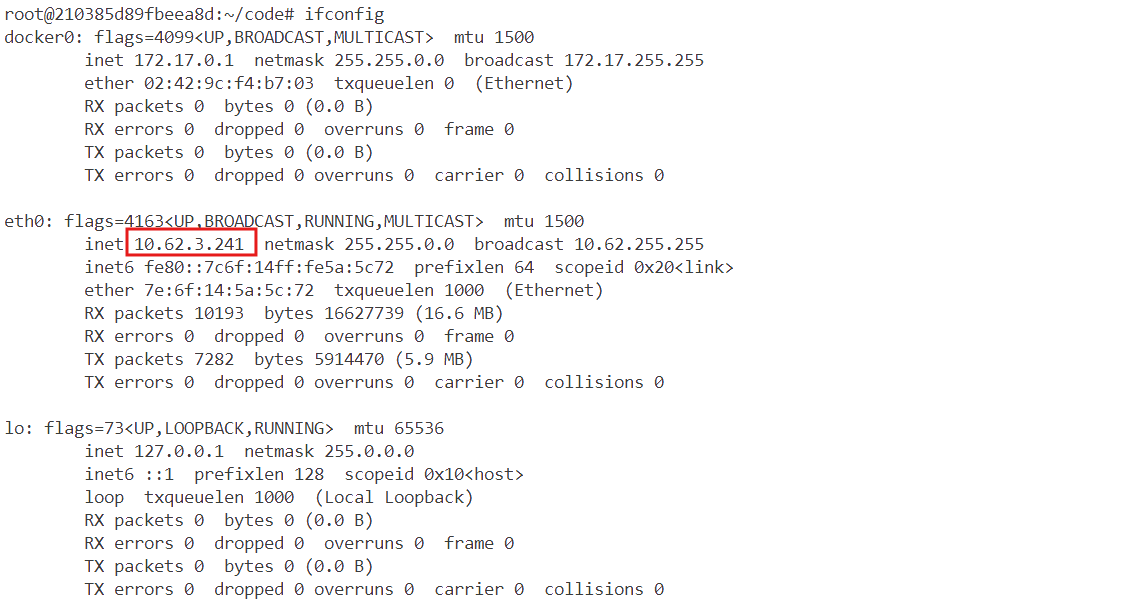 root@210385d89fbeea8d:~/code# ifconfig
docker0: flags=4099<UP,BROADCAST,MULTICAST>  mtu 1500
        inet 172.17.0.1  netmask 255.255.0.0  broadcast 172.17.255.255
        ether 02:42:9c:f4:b7:03  txqueuelen 0  (Ethernet)
        RX packets 0  bytes 0 (0.0 B)
        RX errors 0  dropped 0  overruns 0  frame 0
        TX packets 0  bytes 0 (0.0 B)
        TX errors 0  dropped 0 overruns 0  carrier 0  collisions 0

eth0: flags=4163<UP,BROADCAST,RUNNING,MULTICAST>  mtu 1500
        inet 10.62.3.241  netmask 255.255.0.0  broadcast 10.62.255.255
        inet6 fe80::7c6f:14ff:fe5a:5c72  prefixlen 64  scopeid 0x20<link>
        ether 7e:6f:14:5a:5c:72  txqueuelen 1000  (Ethernet)
        RX packets 10193  bytes 16627739 (16.6 MB)
        RX errors 0  dropped 0  overruns 0  frame 0
        TX packets 7282  bytes 5914470 (5.9 MB)
        TX errors 0  dropped 0 overruns 0  carrier 0  collisions 0

lo: flags=73<UP,LOOPBACK,RUNNING>  mtu 65536
        inet 127.0.0.1  netmask 255.0.0.0
        inet6 ::1  prefixlen 128  scopeid 0x10<host>
        loop  txqueuelen 1000  (Local Loopback)
        RX packets 0  bytes 0 (0.0 B)
        RX errors 0  dropped 0  overruns 0  frame 0
        TX packets 0  bytes 0 (0.0 B)
        TX errors 0  dropped 0 overruns 0  carrier 0  collisions 0